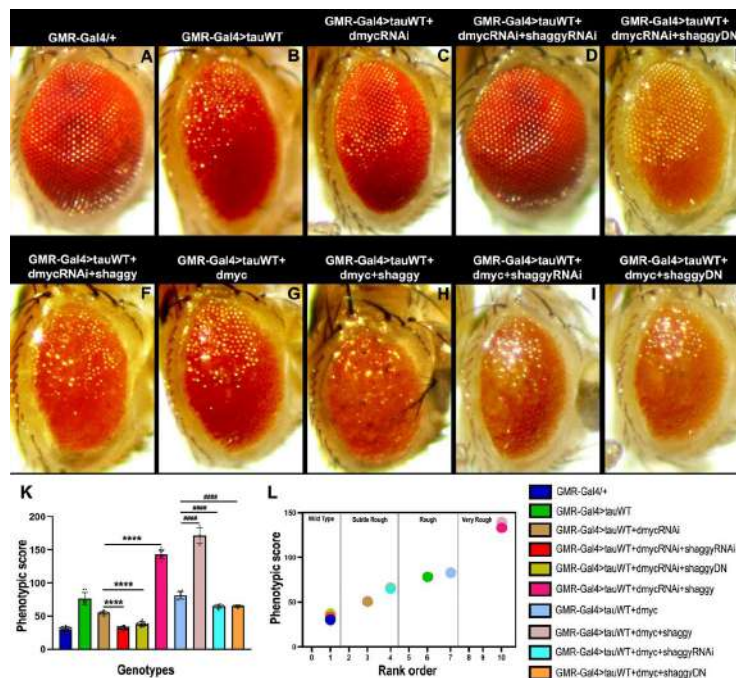 GMR-Gal4/+
A
GMR-Gal4>tauWT
B
GMR-Gal4>tauWT+
dmycRNAi
C
GMR-Gal4>tauWT+
dmycRNAi+shaggyRNAi
D
GMR-Gal4>tauWT+
dmycRNAi+shaggyDN
GMR-Gal4>tauWT+
dmycRNAi+shaggy
F
GMR-Gal4>tauWT+
dmyc
G
GMR-Gal4>tauWT+
dmyc+shaggy
H
GMR-Gal4>tauWT+
dmyc+shaggyRNAi
I
GMR-Gal4>tauWT+
dmyc+shaggyDN
K
Phenotypic score
200
150
100
50
0
****
****
****
####
####
####
Genotypes
L
Phenotypic score
150
100
50
0
Wild Type
Subtle Rough
Rough
Very Rough
0 1 2 3 4 5 6 7 8 9 10
Rank order
GMR-Gal4/+
GMR-Gal4>tauWT
GMR-Gal4>tauWT+dmycRNAi
GMR-Gal4>tauWT+dmycRNAi+shaggyRNAi
GMR-Gal4>tauWT+dmycRNAi+shaggyDN
GMR-Gal4>tauWT+dmycRNAi+shaggy
GMR-Gal4>tauWT+dmyc
GMR-Gal4>tauWT+dmyc+shaggy
GMR-Gal4>tauWT+dmyc+shaggyRNAi
GMR-Gal4>tauWT+dmyc+shaggyDN